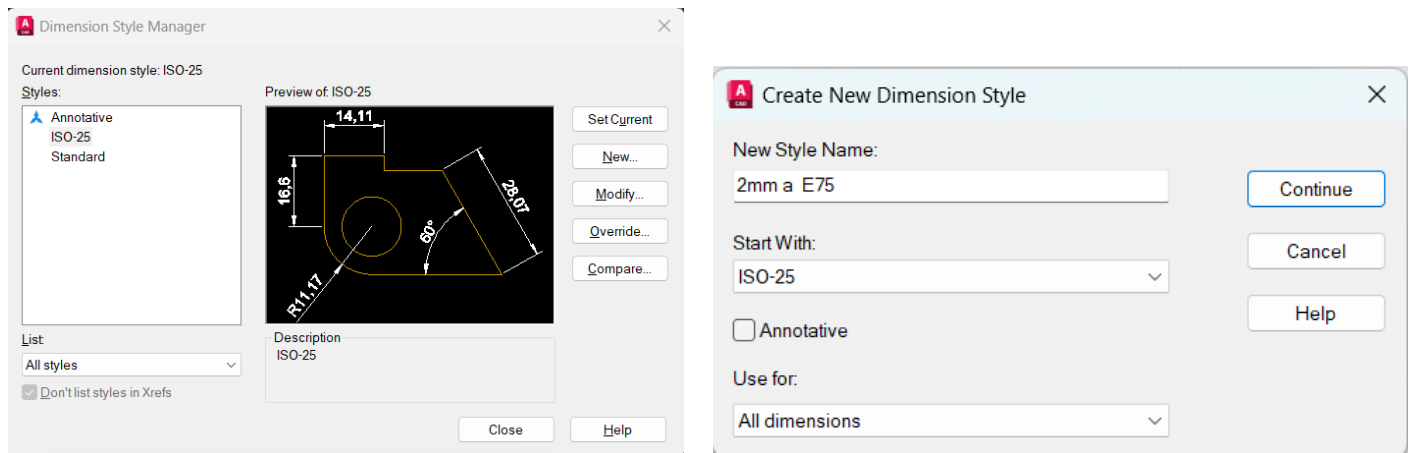 A
CAD
Dimension Style Manager
Current dimension style: ISO-25
Styles:
Annotative
ISO-25
Standard
List:
All styles
Don't list styles in Xrefs
Preview of: ISO-25
14,11
16,6
28,07
60°
R11,17
Description
ISO-25
Set Current
New...
Modify...
Override...
Compare...
Close
Help
A
CAD
Create New Dimension Style
New Style Name:
2mm a E75
Start With:
ISO-25
Annotative
Use for:
All dimensions
Continue
Cancel
Help